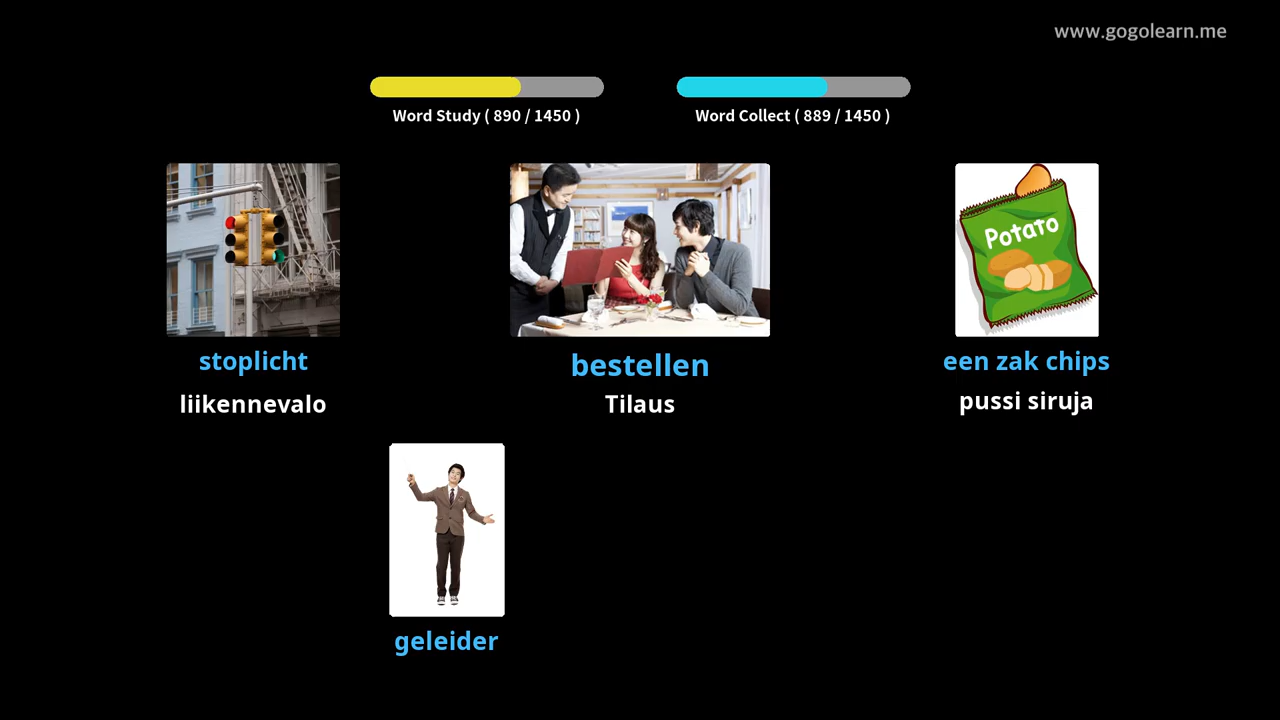 www.gogolearn.me
Word Study ( 890 / 1450 )
Word Collect ( 889 / 1450 )
Potato
stoplicht
bestellen
een zak chips
liikennevalo
Tilaus
pussi siruja
geleider